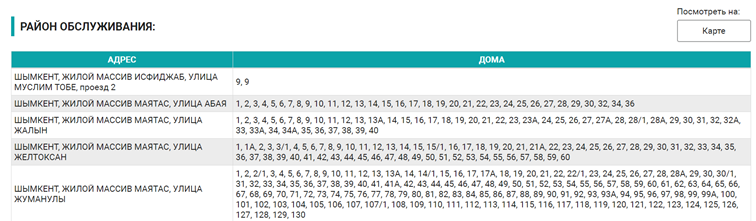 Посмотреть на:
РАЙОН ОБСЛУЖИВАНИЯ:
Карте
АДРЕС ДОМА
ШЫМКЕНТ, ЖИЛОЙ МАССИВ ИСФИДЖАБ, УЛИЦА
МУСЛИМ ТОБЕ, проезд 2
9, 9
ШЫМКЕНТ, ЖИЛОЙ МАССИВ МАЯТАС, УЛИЦА АБАЯ
1, 2, 3, 4, 5, 6, 7, 8, 9, 10, 11, 12, 13, 14, 15, 16, 17, 18, 19, 20, 21, 22, 23, 24, 25, 26, 27, 28, 29, 30, 32, 34, 36
ШЫМКЕНТ, ЖИЛОЙ МАССИВ МАЯТАС, УЛИЦА
ЖАЛЫН
1, 2, 3, 4, 5, 6, 7, 8, 9, 10, 11, 12, 13, 13А, 14, 15, 16, 17, 18, 19, 20, 21, 22, 23, 23А, 24, 25, 26, 27, 27А, 28, 28/1, 28А, 29, 30, 31, 32, 32А,
33, 33А, 34, 34А, 35, 36, 37, 38, 39, 40
ШЫМКЕНТ, ЖИЛОЙ МАССИВ МАЯТАС, УЛИЦА
ЖЕЛТОКСАН
1, 1А, 2, 3, 3/1, 4, 5, 6, 7, 8, 9, 10, 11, 12, 13, 14, 15, 15/1, 16, 17, 18, 19, 20, 21, 21А, 22, 23, 24, 25, 26, 27, 28, 29, 30, 31, 32, 33, 34, 35,
36, 37, 38, 39, 40, 41, 42, 43, 44, 45, 46, 47, 48, 49, 50, 51, 52, 53, 54, 55, 56, 57, 58, 59, 60
ШЫМКЕНТ, ЖИЛОЙ МАССИВ МАЯТАС, УЛИЦА
ЖУМАНУЛЫ
1, 2, 2/1, 3, 4, 5, 6, 7, 8, 9, 10, 11, 12, 13, 13А, 14, 14/1, 15, 16, 17, 17А, 18, 19, 20, 21, 22, 22/1, 23, 24, 25, 26, 27, 28, 28А, 29, 30, 30/1,
31, 32, 33, 34, 35, 36, 37, 38, 39, 40, 41, 41А, 42, 43, 44, 45, 46, 47, 48, 49, 50, 51, 52, 53, 54, 55, 56, 57, 58, 59, 60, 61, 62, 63, 64, 65, 66,
67, 68, 69, 70, 71, 72, 73, 74, 75, 76, 77, 78, 79, 80, 81, 82, 83, 84, 85, 86, 87, 88, 89, 90, 91, 92, 93, 93А, 94, 95, 96, 97, 98, 99, 99А, 100,
101, 102, 103, 104, 105, 106, 107, 107/1, 108, 109, 110, 111, 112, 113, 114, 115, 116, 117, 118, 119, 120, 121, 122, 123, 124, 125, 126,
127, 128, 129, 130